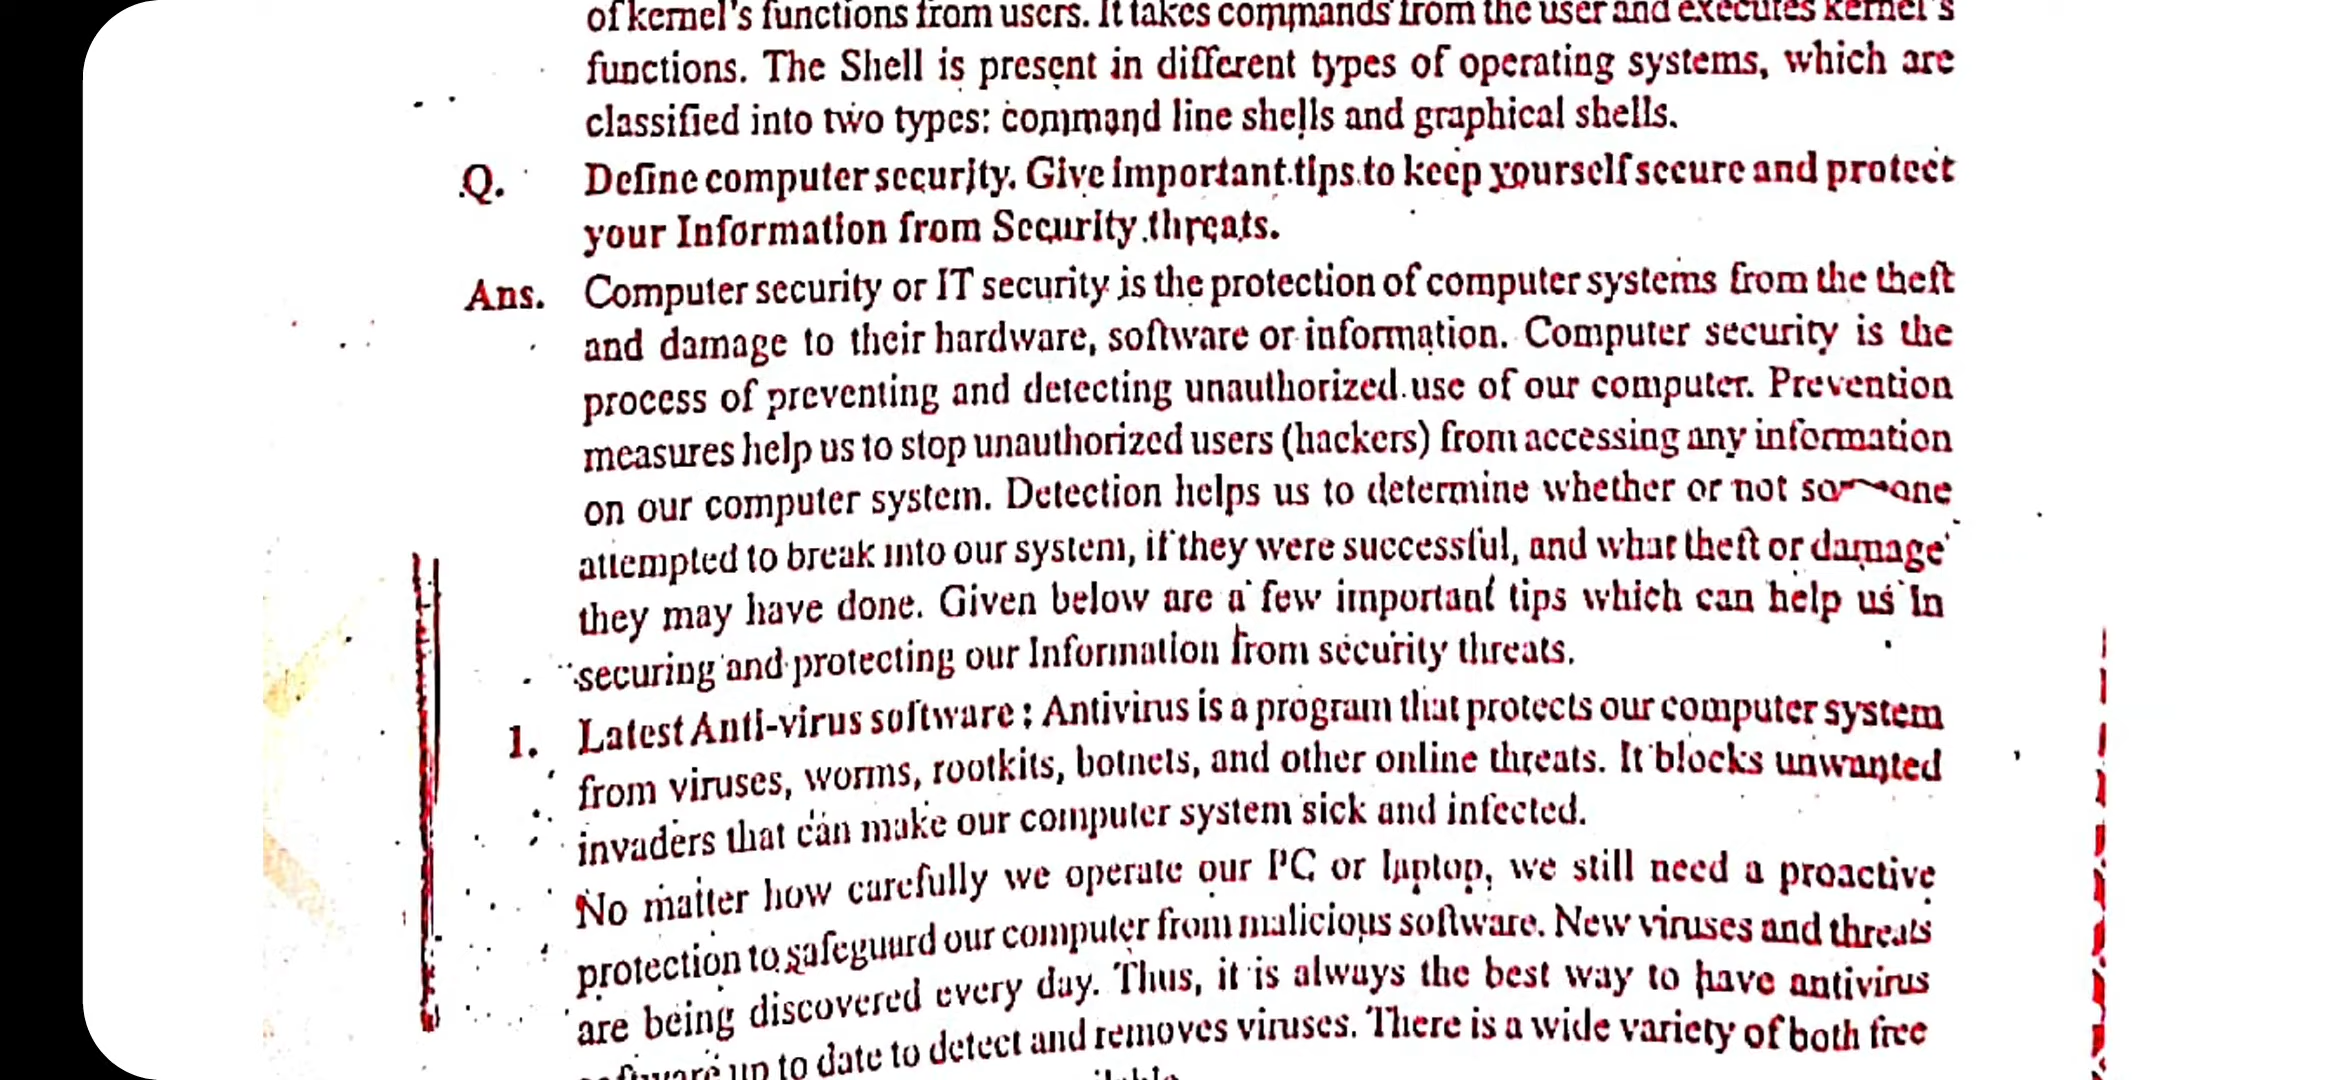 of kernel's functions from users. It takes commands from the user and executes kernel's
functions. The Shell is present in different types of operating systems, which are
classified into two types: command line shells and graphical shells.
Q. Define computer security. Give important tips to keep yourself secure and protect
your Information from Security threats.
Ans. Computer security or IT security is the protection of computer systems from the theft
and damage to their hardware, software or information. Computer security is the
process of preventing and detecting unauthorized use of our computer. Prevention
measures help us to stop unauthorized users (hackers) from accessing any information
on our computer system. Detection helps us to determine whether or not someone
attempted to break into our system, if they were successful, and what theft or damage
they may have done. Given below are a few important tips which can help us in
securing and protecting our Information from security threats.
1. Latest Anti-virus software : Antivirus is a program that protects our computer system
from viruses, worms, rootkits, botnets, and other online threats. It blocks unwanted
invaders that can make our computer system sick and infected.
No matter how carefully we operate our PC or laptop, we still need a proactive
protection to safeguard our computer from malicious software. New viruses and threats
are being discovered every day. Thus, it is always the best way to have antivirus
software up to date to detect and removes viruses. There is a wide variety of both free